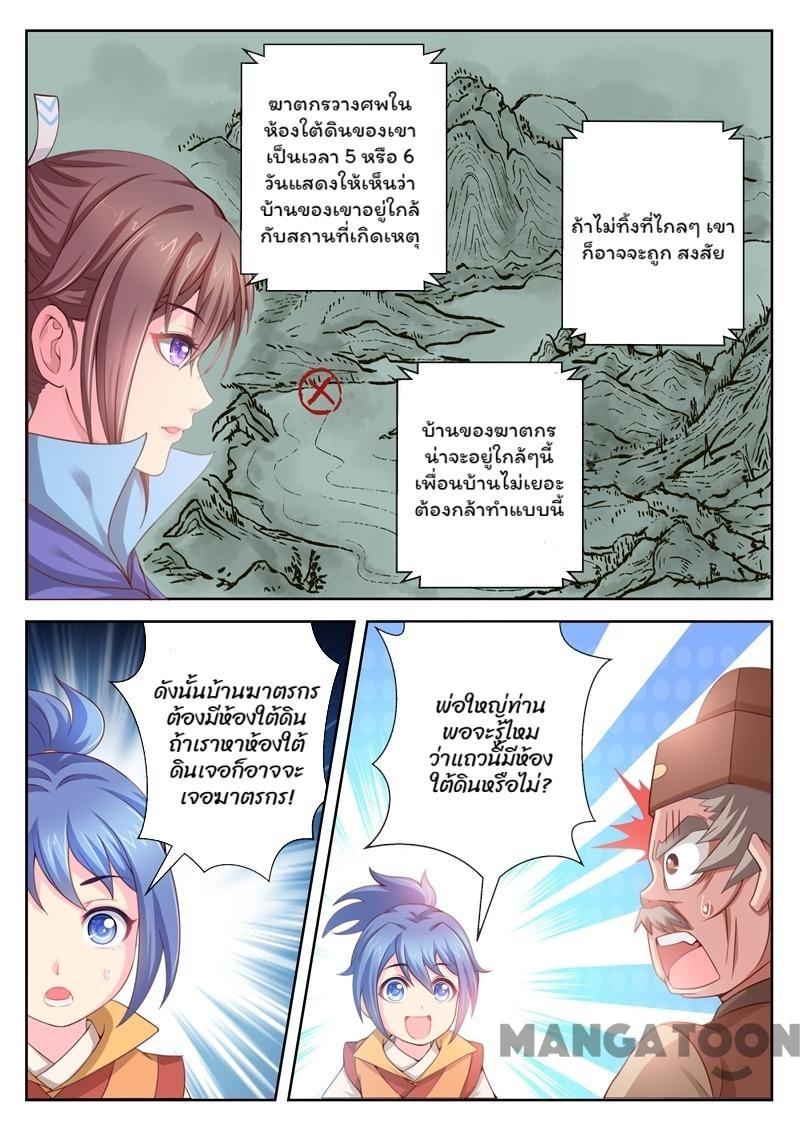 ฆาตกรวางศพใน
ห้องใต้ดินของเขา
เป็นเวลา 5 หรือ 6
วันแสดงให้เห็นว่า
บ้านของเขาอยู่ใกล้
กับสถานที่เกิดเหตุ
ถ้าไม่ทิ้งที่ไกลๆ เขา
ก็อาจจะถูก สงสัย
บ้านของฆาตกร
น่าจะอยู่ใกล้ๆนี้
เพื่อนบ้านไม่เยอะ
ต้องกล้าทำแบบนี้
ดังนั้นบ้านฆาตรกร
ต้องมีห้องใต้ดิน
ถ้าเราหาห้องใต้
ดินเจอก็อาจจะ
เจอฆาตรกร!
พ่อใหญ่ท่าน
พอจะรู้ไหม
ว่าแถวนี้มีห้อง
ใต้ดินหรือไม่?
MANGATOON